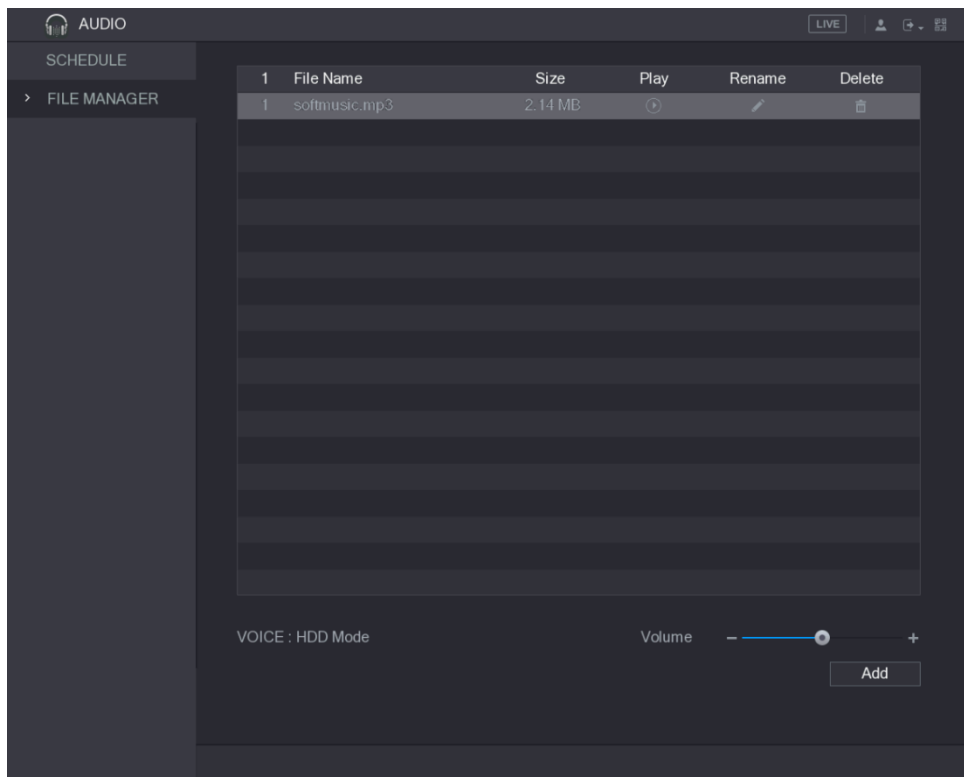 AUDIO LIVE
SCHEDULE
> FILE MANAGER
1 File Name Size Play Rename Delete
1 softmusic.mp3 2.14 MB
VOICE : HDD Mode Volume − +
Add